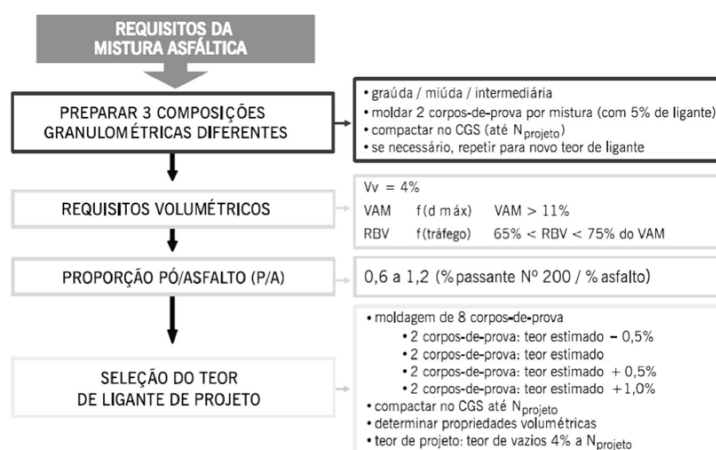 REQUISITOS DA
MISTURA ASFÁLTICA
PREPARAR 3 COMPOSIÇÕES
GRANULOMÉTRICAS DIFERENTES
• graúda / miúda / intermediária
• moldar 2 corpos-de-prova por mistura (com 5% de ligante)
• compactar no CGS (até Nprojeto)
• se necessário, repetir para novo teor de ligante
REQUISITOS VOLUMÉTRICOS
Vv = 4%
VAM f(d máx) VAM > 11%
RBV f(tráfego) 65% < RBV < 75% do VAM
PROPORÇÃO PÓ/ASFALTO (P/A)
0,6 a 1,2 (% passante Nº 200 / % asfalto)
SELEÇÃO DO TEOR
DE LIGANTE DE PROJETO
• moldagem de 8 corpos-de-prova
• 2 corpos-de-prova: teor estimado – 0,5%
• 2 corpos-de-prova: teor estimado
• 2 corpos-de-prova: teor estimado + 0,5%
• 2 corpos-de-prova: teor estimado +1,0%
• compactar no CGS até Nprojeto
• determinar propriedades volumétricas
• teor de projeto: teor de vazios 4% a Nprojeto